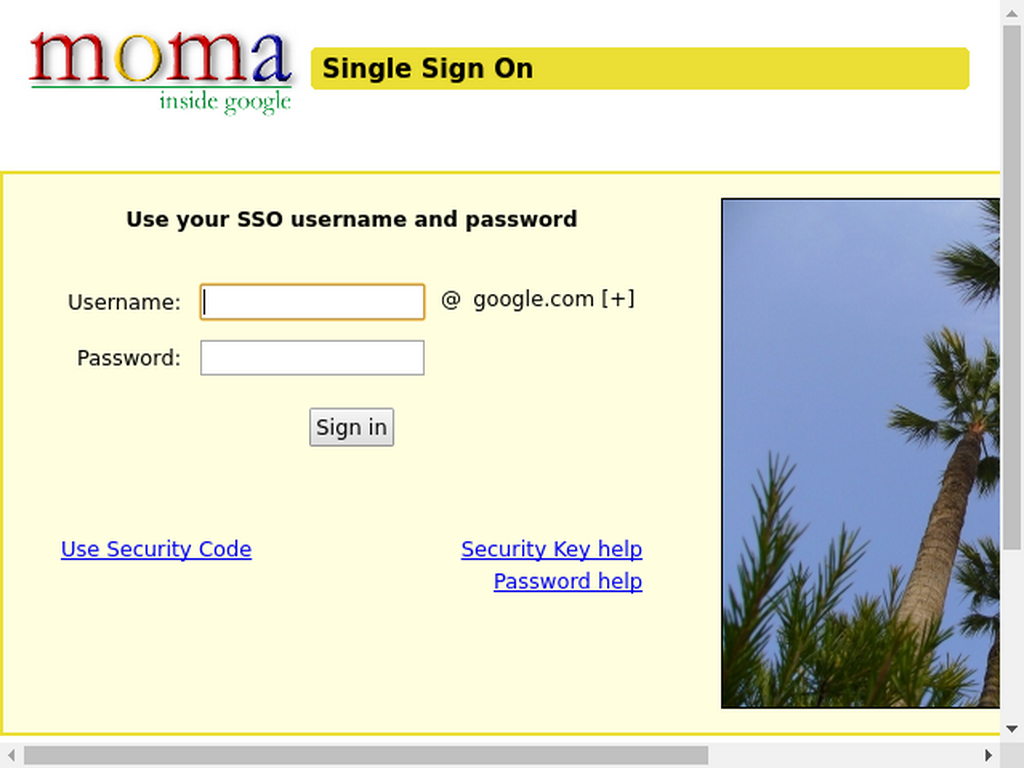 moma
inside google
Single Sign On
Use your SSO username and password
Username:
@ google.com [+]
Password:
Sign in
Use Security Code
Security Key help
Password help